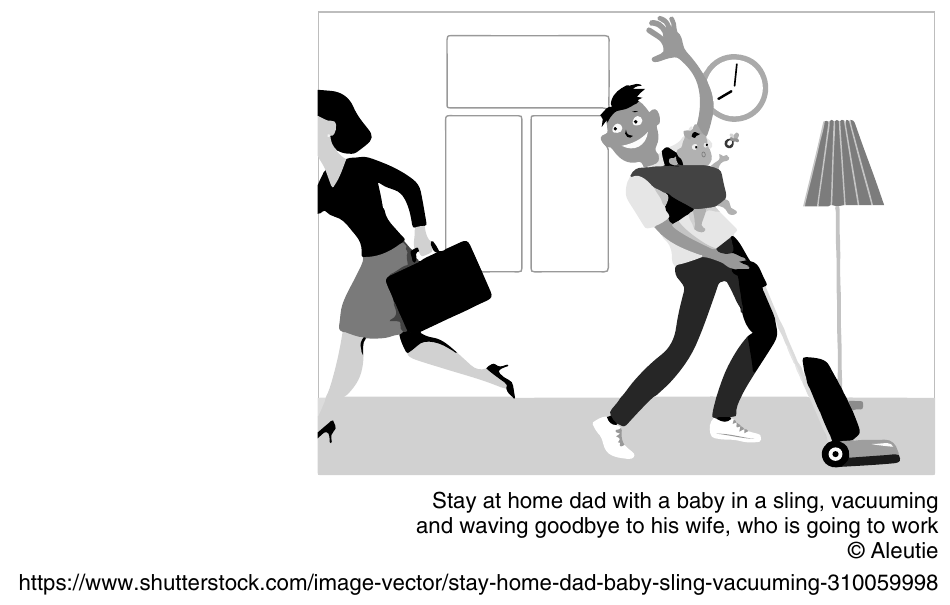 Stay at home dad with a baby in a sling, vacuuming
and waving goodbye to his wife, who is going to work
© Aleutie
https://www.shutterstock.com/image-vector/stay-home-dad-baby-sling-vacuuming-310059998